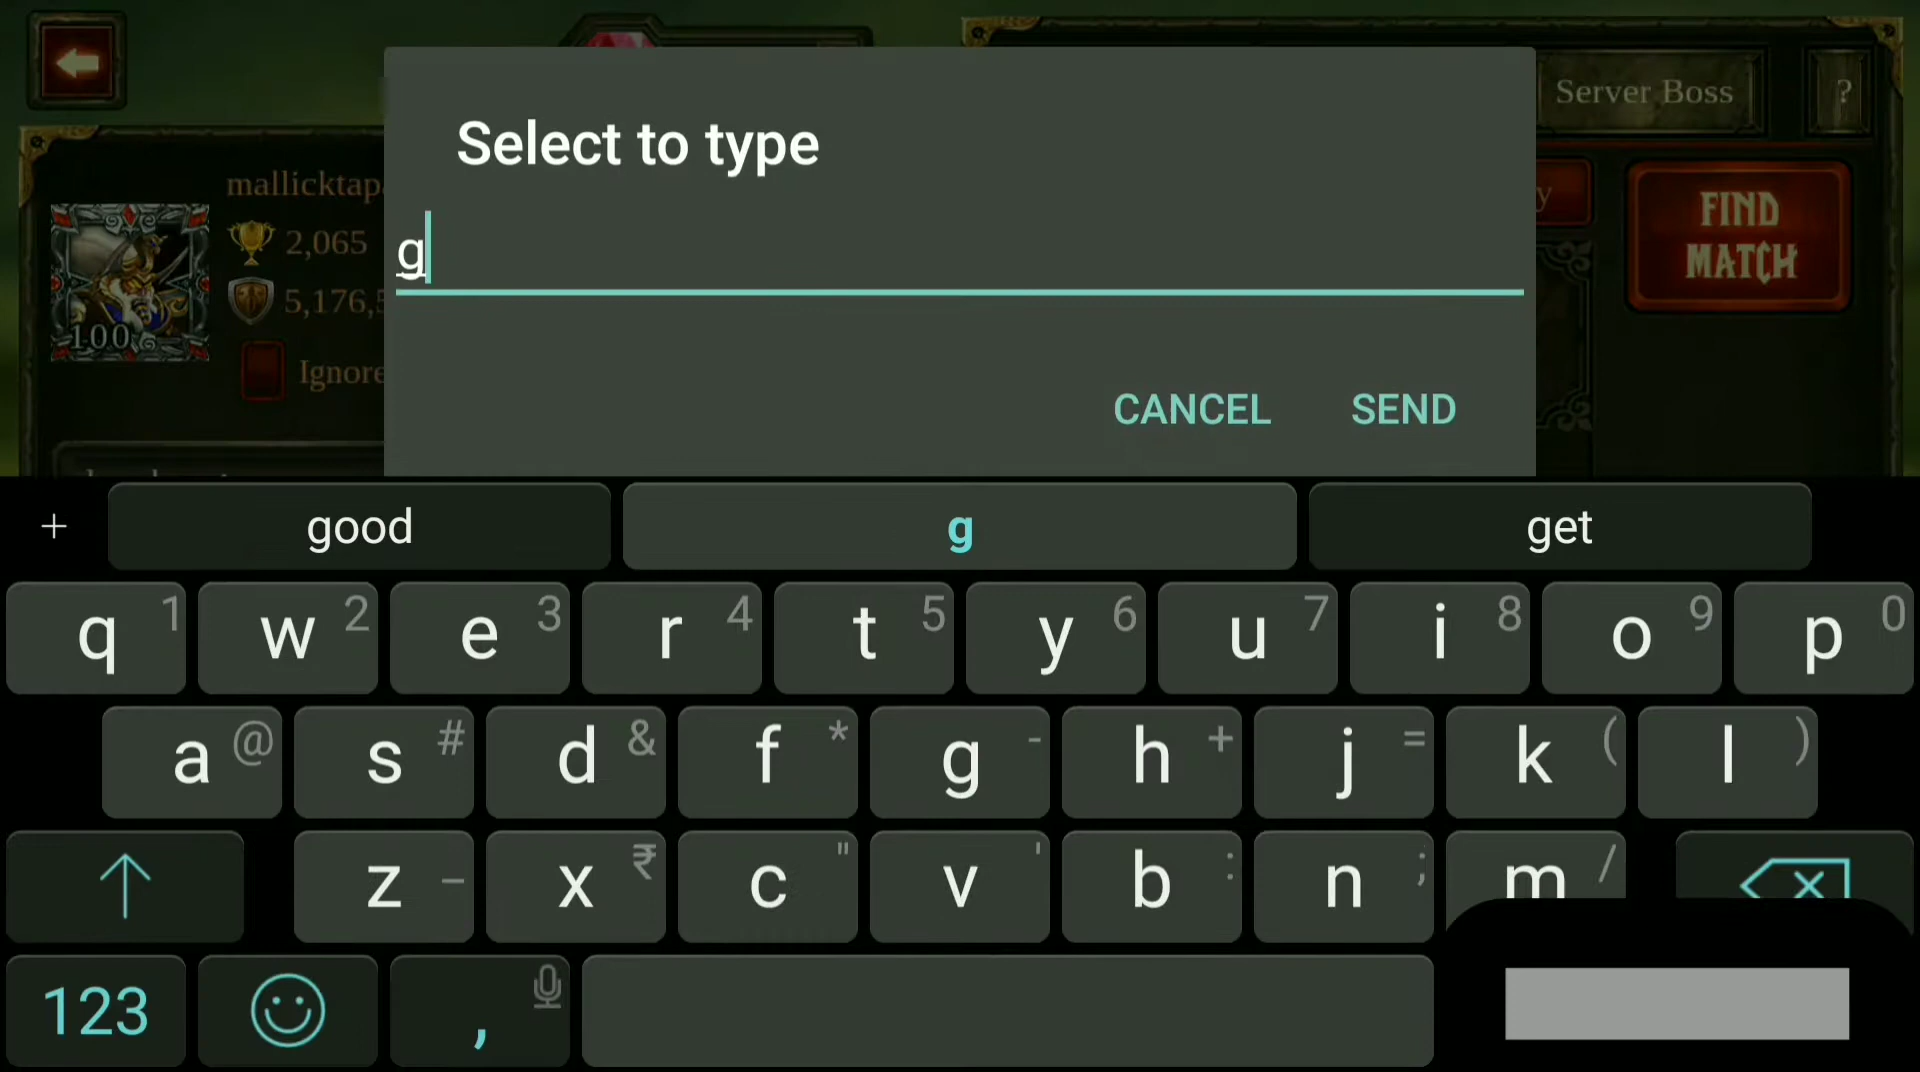 Server Boss
?
mallicktap
2,065
5,176,5
100
Ignore
FIND
MATCH
Select to type
g
CANCEL SEND
+ good g get
q 1 w 2 e 3 r 4 t 5 y 6 u 7 i 8 o 9 p 0
a @ s # d & f * g - h + j = k ( l )
z _ x ₹ c " v ' b : n ; m /
123 ,